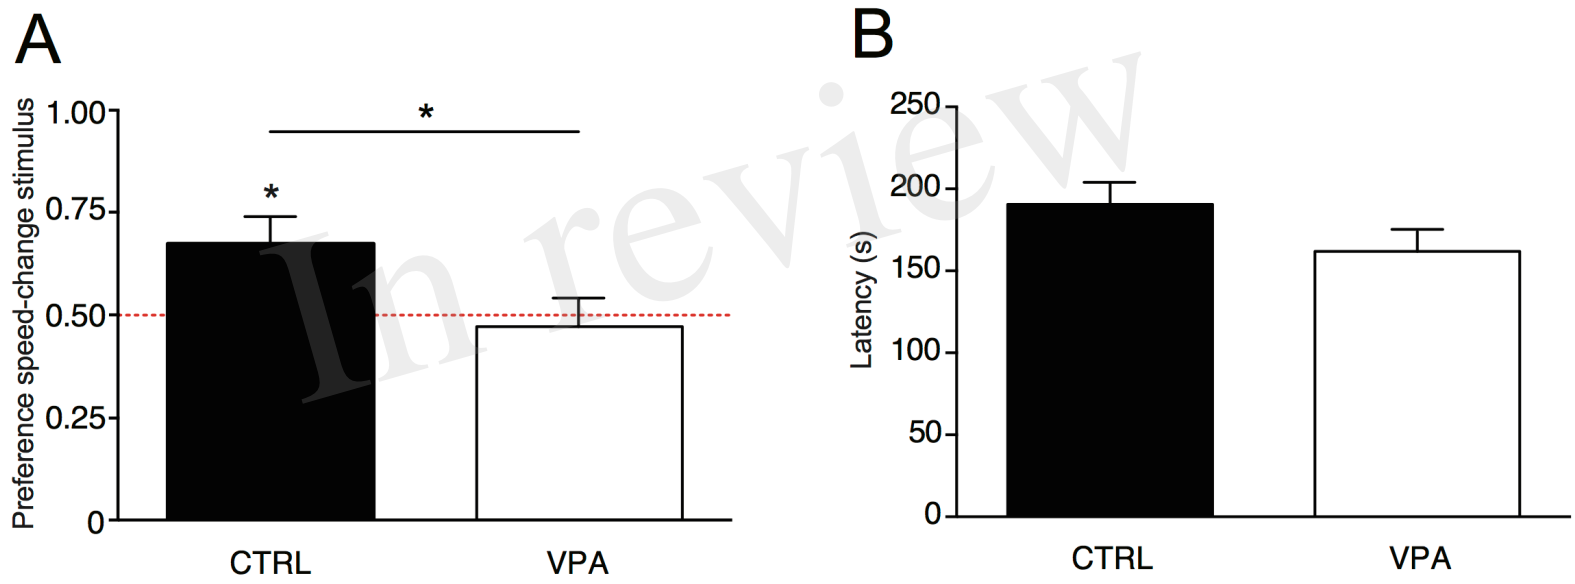 A
Preference speed-change stimulus
1.00
0.75
0.50
0.25
0
*
*
CTRL
VPA
B
Latency (s)
250
200
150
100
50
0
CTRL
VPA
In review